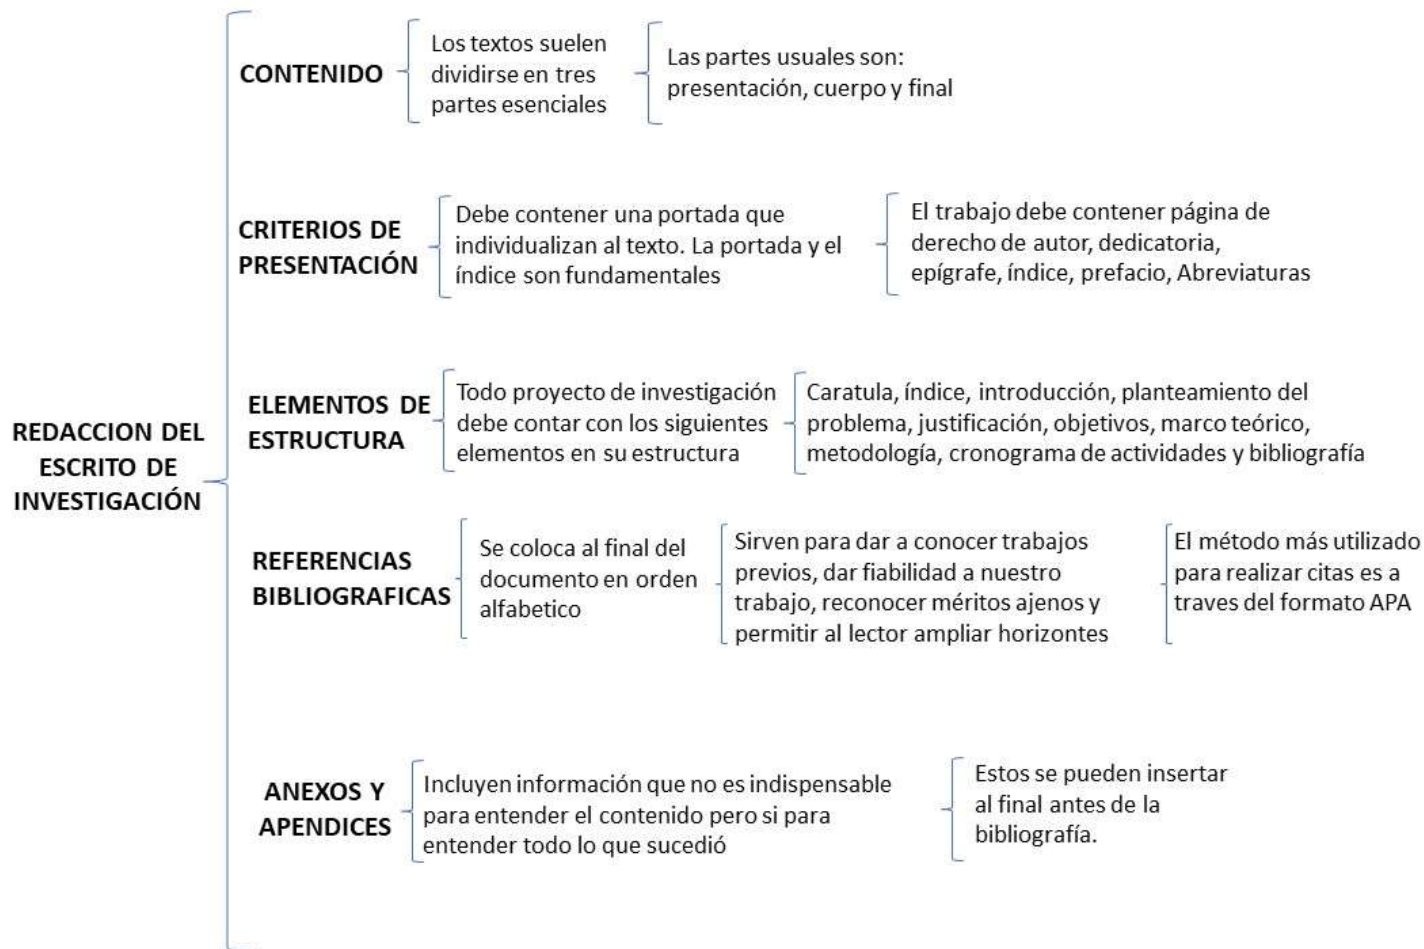 REDACCION DEL
ESCRITO DE
INVESTIGACIÓN
CONTENIDO
Los textos suelen
dividirse en tres
partes esenciales
Las partes usuales son:
presentación, cuerpo y final
CRITERIOS DE
PRESENTACIÓN
Debe contener una portada que
individualizan al texto. La portada y el
índice son fundamentales
El trabajo debe contener página de
derecho de autor, dedicatoria,
epígrafe, índice, prefacio, Abreviaturas
ELEMENTOS DE
ESTRUCTURA
Todo proyecto de investigación
debe contar con los siguientes
elementos en su estructura
Caratula, índice, introducción, planteamiento del
problema, justificación, objetivos, marco teórico,
metodología, cronograma de actividades y bibliografía
REFERENCIAS
BIBLIOGRAFICAS
Se coloca al final del
documento en orden
alfabetico
Sirven para dar a conocer trabajos
previos, dar fiabilidad a nuestro
trabajo, reconocer méritos ajenos y
permitir al lector ampliar horizontes
El método más utilizado
para realizar citas es a
traves del formato APA
ANEXOS Y
APENDICES
Incluyen información que no es indispensable
para entender el contenido pero si para
entender todo lo que sucedió
Estos se pueden insertar
al final antes de la
bibliografía.